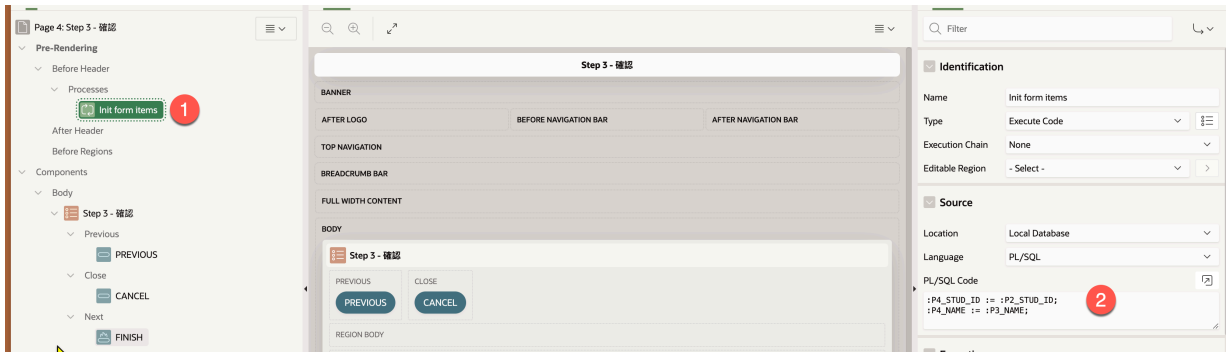 Page 4: Step 3 - 確認
Pre-Rendering
Before Header
Processes
Init form items
1
After Header
Before Regions
Components
Body
Step 3 - 確認
Previous
PREVIOUS
Close
CANCEL
Next
FINISH
Step 3 - 確認
BANNER
AFTER LOGO
BEFORE NAVIGATION BAR
AFTER NAVIGATION BAR
TOP NAVIGATION
BREADCRUMB BAR
FULL WIDTH CONTENT
BODY
Step 3 - 確認
PREVIOUS
CLOSE
PREVIOUS
CANCEL
REGION BODY
Filter
Identification
Name
Init form items
Type
Execute Code
Execution Chain
None
Editable Region
- Select -
Source
Location
Local Database
Language
PL/SQL
PL/SQL Code
:P4_STUD_ID := :P2_STUD_ID;
:P4_NAME := :P3_NAME;
2